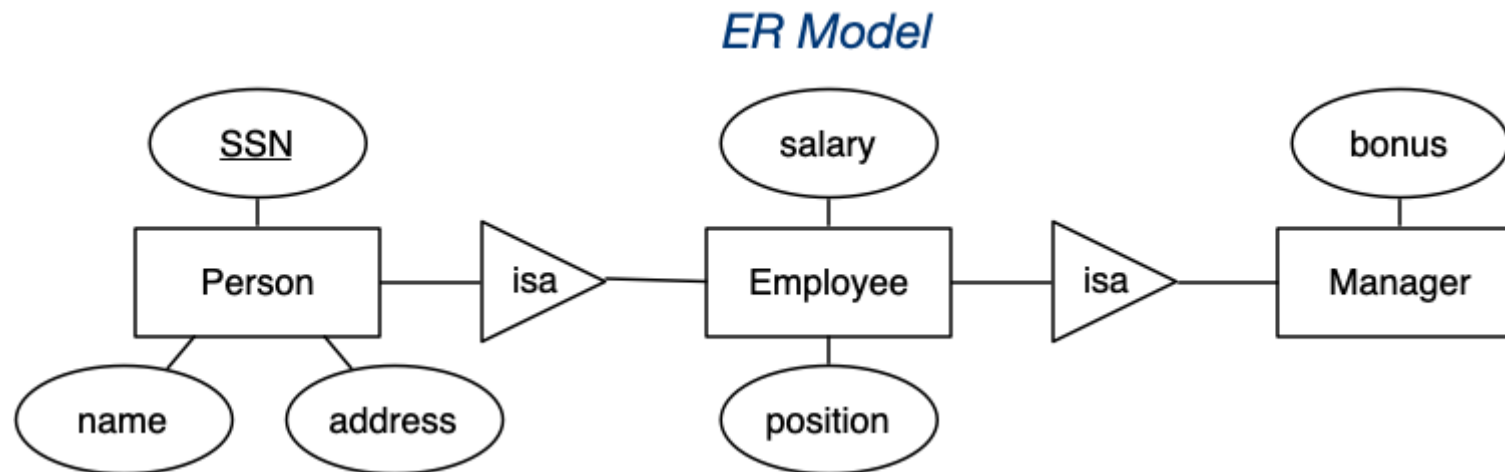 ER Model
SSN
salary
bonus
Person
isa
Employee
isa
Manager
name
address
position